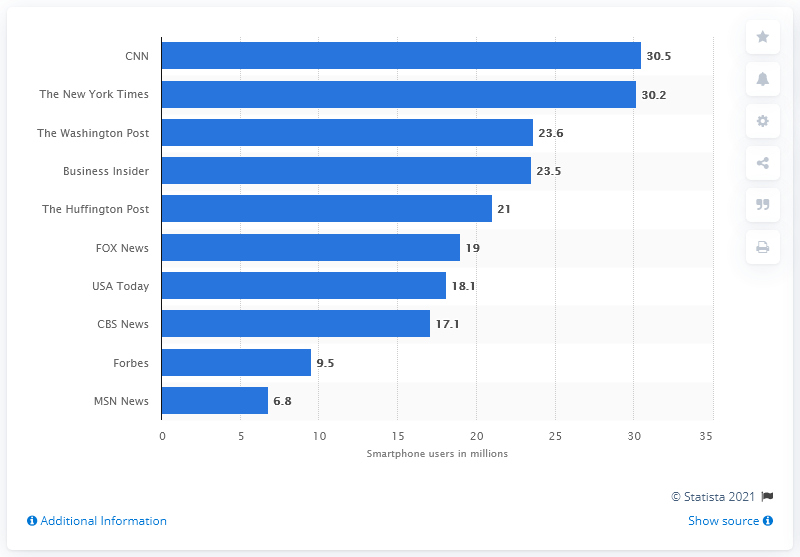 CNN 30.5
The New York Times 30.2
The Washington Post 23.6
Business Insider 23.5
The Huffington Post 21
FOX News 19
USA Today 18.1
CBS News 17.1
Forbes 9.5
MSN News 6.8
0 5 10 15 20 25 30 35
Smartphone users in millions
© Statista 2021
Additional Information Show source